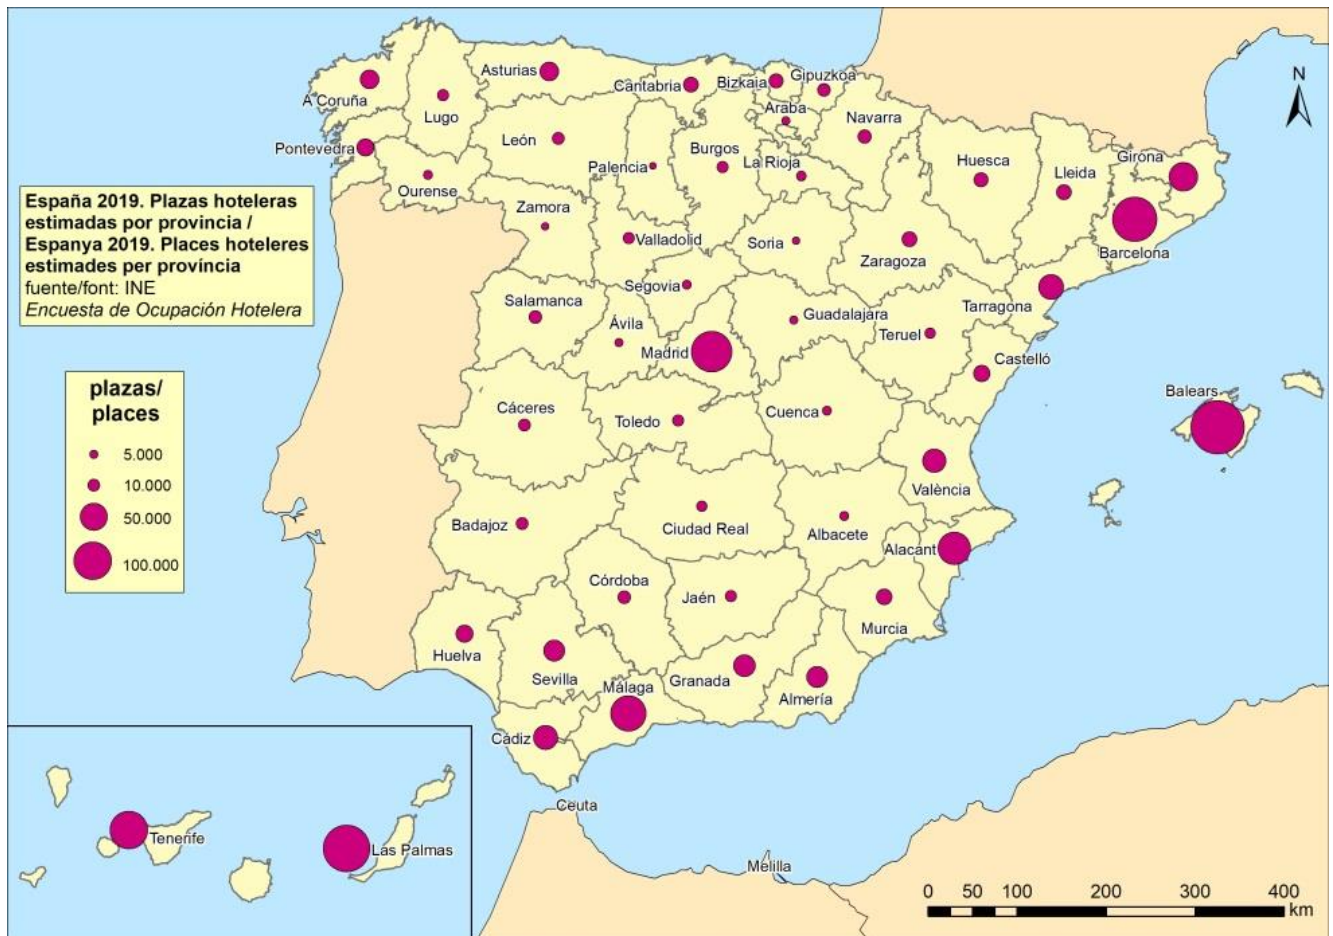 Asturias
Cantabria
Bizkaia
Gipuzkoa
N
A Coruña
Araba
Lugo
Navarra
León
Burgos
La Rioja
Pontevedra
Palencia
Huesca
Lleida
Girona
Ourense
España 2019. Plazas hoteleras
estimadas por provincia /
Espanya 2019. Places hoteleres
estimades per província
fuente/font: INE
Encuesta de Ocupación Hotelera
Zamora
Valladolid
Soria
Zaragoza
Barcelona
Segovia
Salamanca
Ávila
Guadalajara
Tarragona
Teruel
Madrid
Castelló
plazas/
places
5.000
10.000
50.000
100.000
Balears
Cáceres
Toledo
Cuenca
València
Badajoz
Ciudad Real
Albacete
Alacant
Córdoba
Jaén
Murcia
Huelva
Sevilla
Málaga
Granada
Almería
Cádiz
Ceuta
Tenerife
Las Palmas
Melilla
0 50 100 200 300 400
km